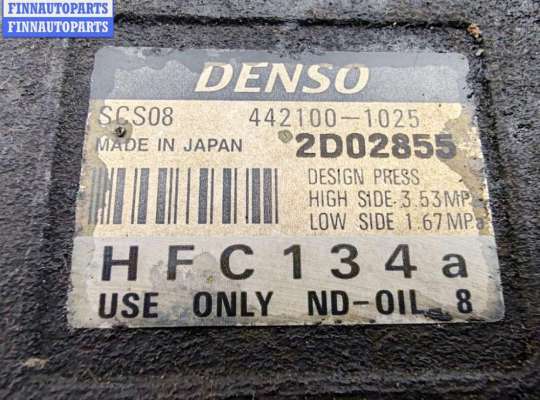 FINNAUTOPARTS
FINNAUTOPARTS
FINNAUTOPARTS
DENSO
SCS08 442100-1025
MADE IN JAPAN 2D02855
DESIGN PRESS
HIGH SIDE 3.53MP
LOW SIDE 1.67MPa
HFC134a
USE ONLY ND-OIL 8